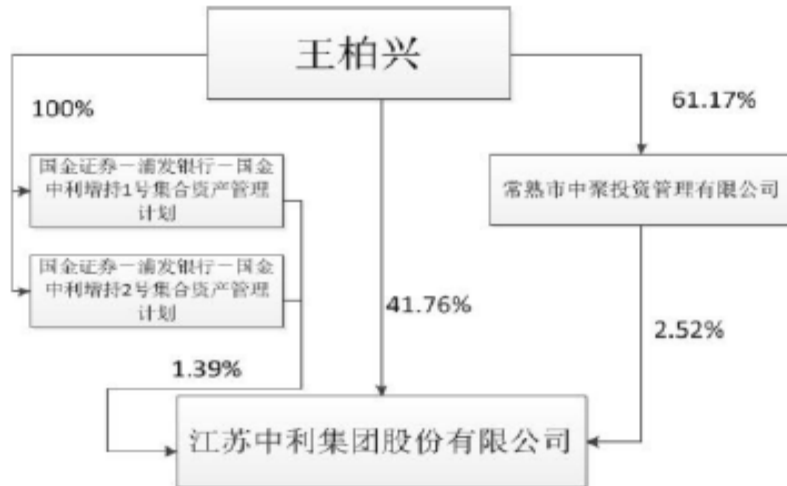 王柏兴
100%
61.17%
国金证券－浦发银行－国金
中利增持1号集合资产管理
计划
常熟市中聚投资管理有限公司
国金证券－浦发银行－国金
中利增持2号集合资产管理
计划
41.76%
2.52%
1.39%
江苏中利集团股份有限公司